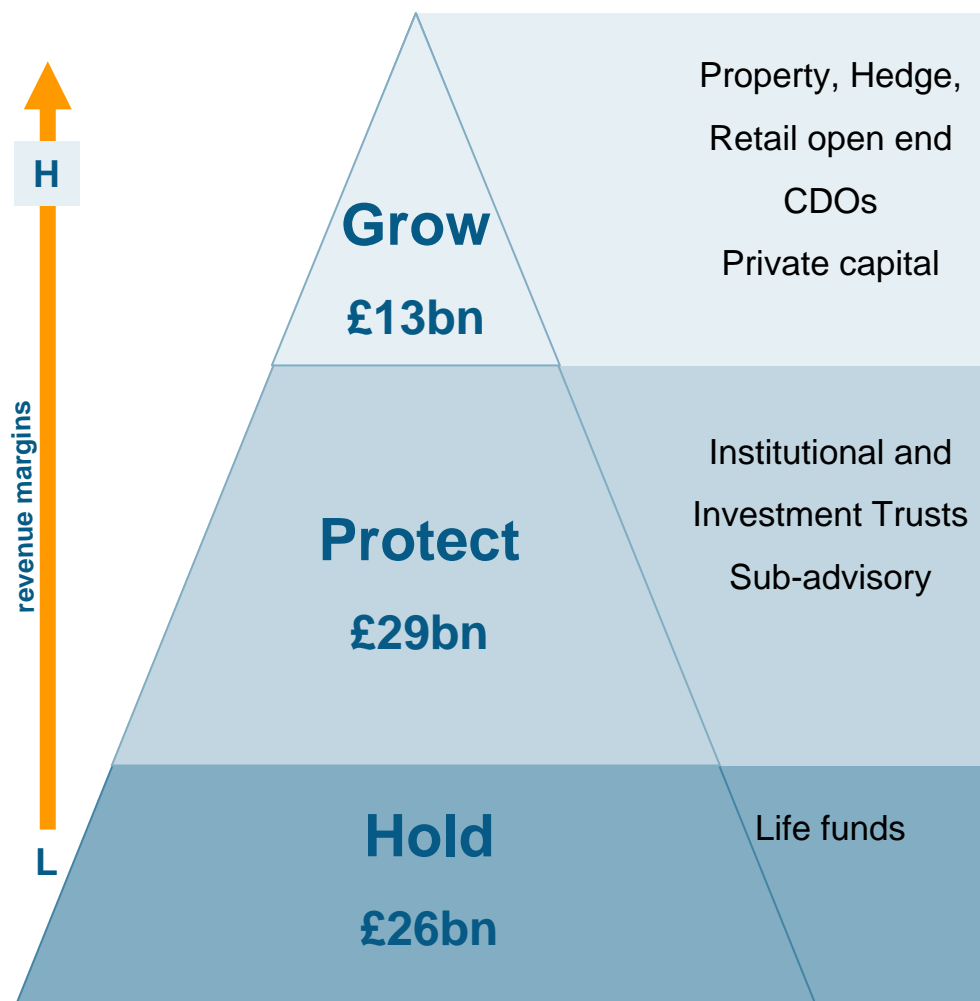 H
L
revenue margins
Grow
£13bn
Property, Hedge,
Retail open end
CDOs
Private capital
Protect
£29bn
Institutional and
Investment Trusts
Sub-advisory
Hold
£26bn
Life funds